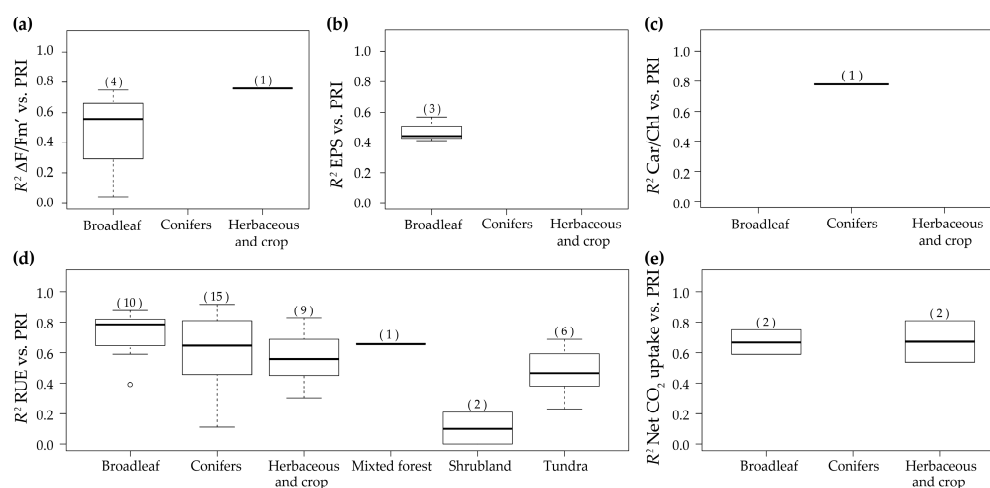 (a)
R² ΔF/Fm′ vs. PRI
1.0
0.8
0.6
0.4
0.2
0.0
(4)
(1)
Broadleaf
Conifers
Herbaceous
and crop
(b)
R² EPS vs. PRI
1.0
0.8
0.6
0.4
0.2
0.0
(3)
Broadleaf
Conifers
Herbaceous
and crop
(c)
R² Car/Chl vs. PRI
1.0
0.8
0.6
0.4
0.2
0.0
(1)
Broadleaf
Conifers
Herbaceous
and crop
(d)
R² RUE vs. PRI
1.0
0.8
0.6
0.4
0.2
0.0
(10)
(15)
(9)
(1)
(2)
(6)
Broadleaf
Conifers
Herbaceous
and crop
Mixted forest
Shrubland
Tundra
(e)
R² Net CO₂ uptake vs. PRI
1.0
0.8
0.6
0.4
0.2
0.0
(2)
(2)
Broadleaf
Conifers
Herbaceous
and crop